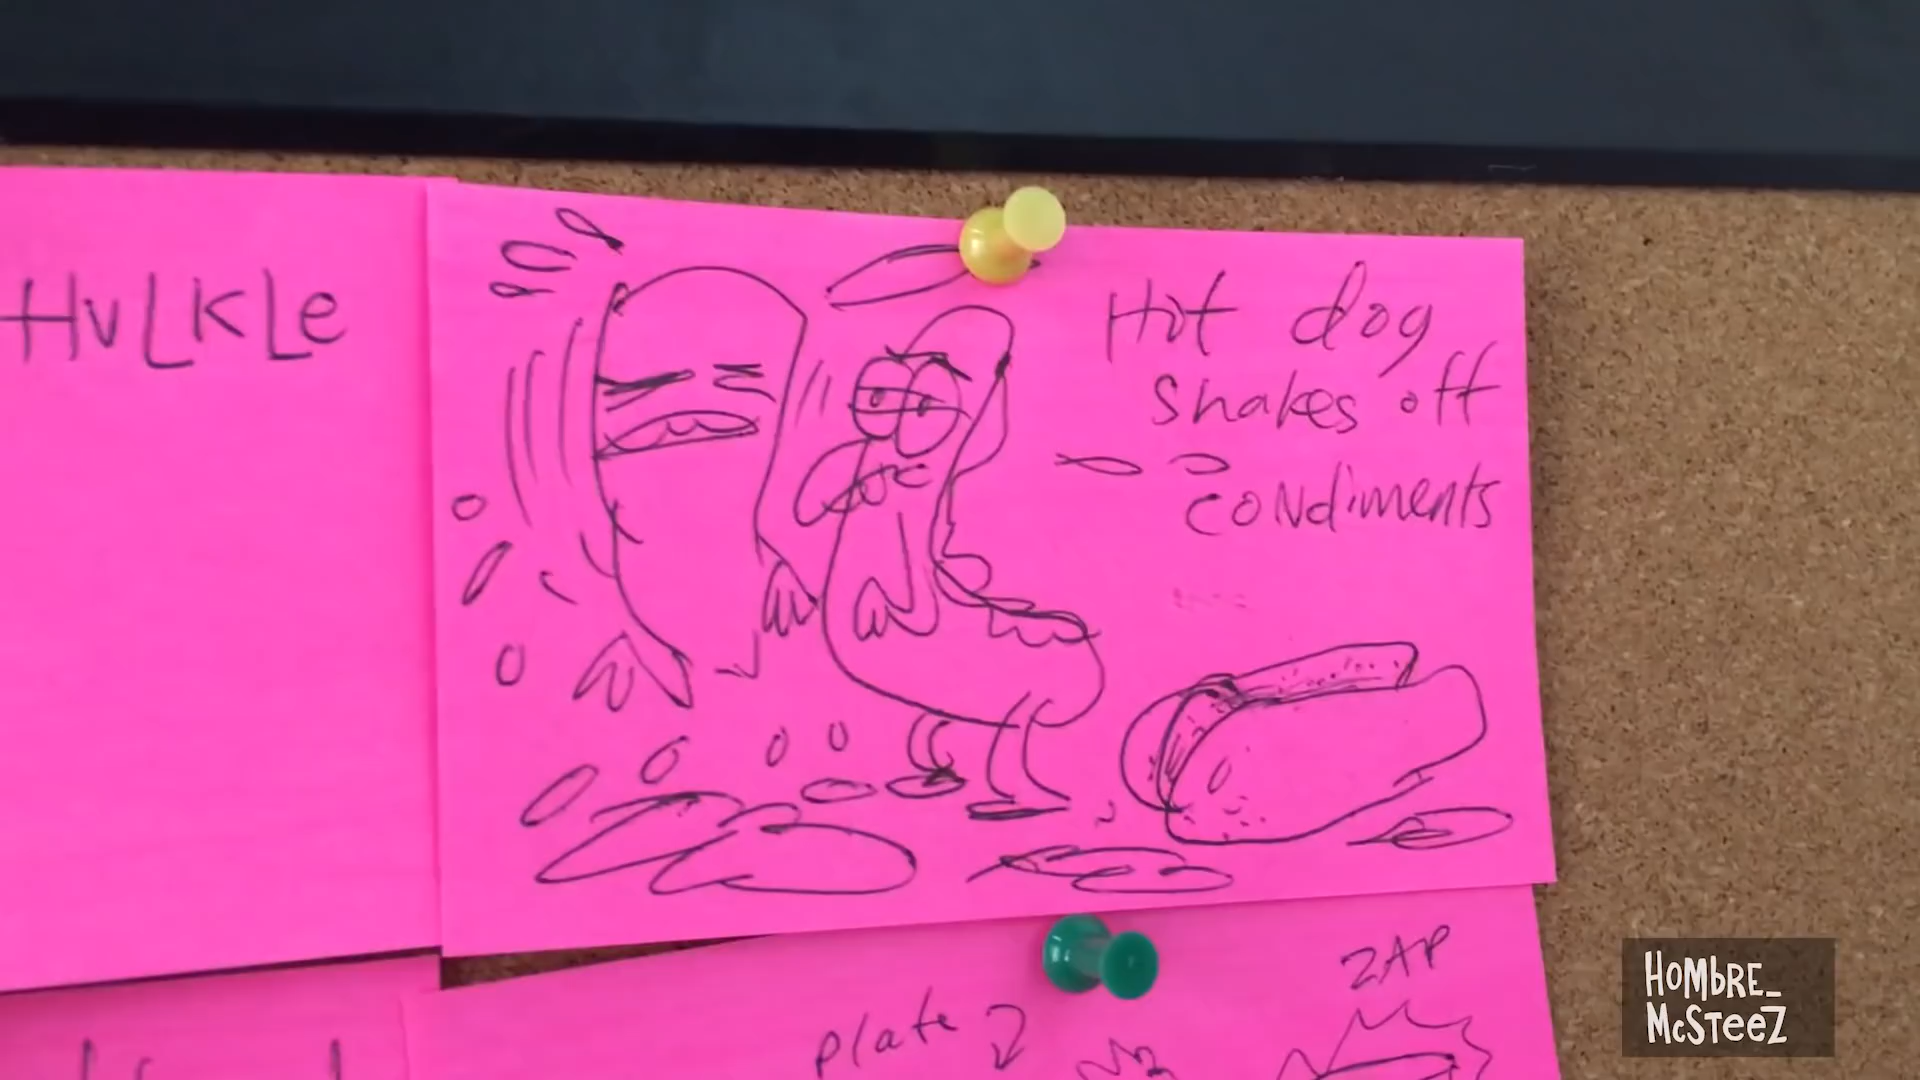 HuLKLe
Hot dog
shakes off
condiments
ZAP
plate
HOMBRE_
McSTeeZ